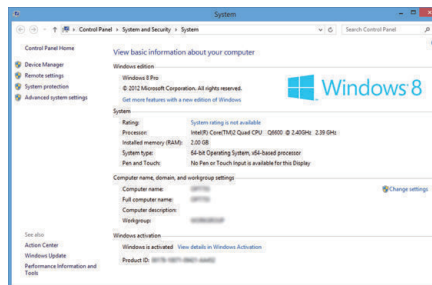 System
Control Panel ▸ System and Security ▸ System
Search Control Panel
Control Panel Home
Device Manager
Remote settings
System protection
Advanced system settings
View basic information about your computer
Windows edition
Windows 8 Pro
© 2012 Microsoft Corporation. All rights reserved.
Get more features with a new edition of Windows
Windows 8
System
Rating: System rating is not available
Processor: Intel(R) Core(TM)2 Quad CPU Q6600 @ 2.40GHz 2.39 GHz
Installed memory (RAM): 2.00 GB
System type: 64-bit Operating System, x64-based processor
Pen and Touch: No Pen or Touch Input is available for this Display
Computer name, domain, and workgroup settings
Computer name:
Change settings
Full computer name:
Computer description:
Workgroup:
Windows activation
Windows is activated View details in Windows Activation
Product ID:
See also
Action Center
Windows Update
Performance Information and
Tools